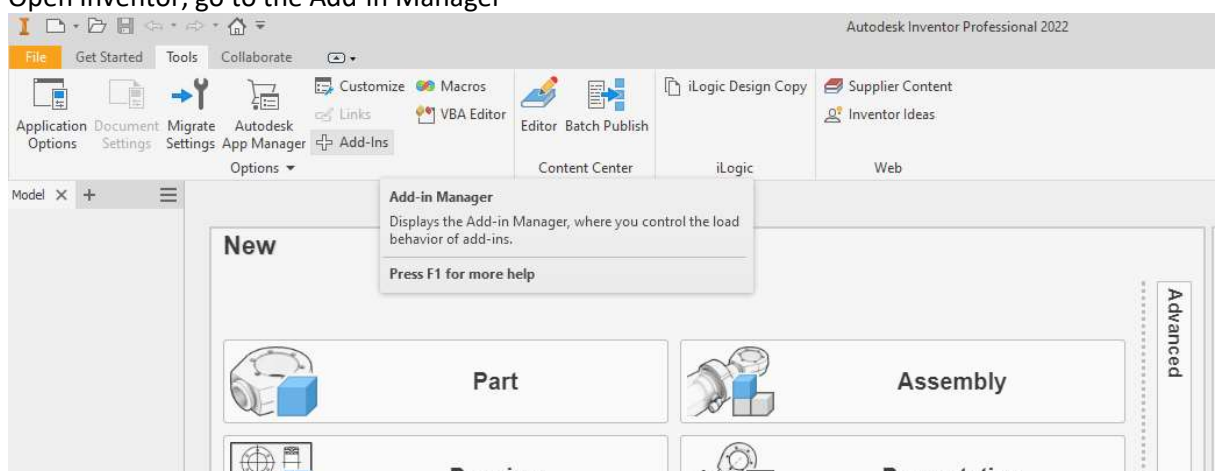 Open Inventor, go to the Add-In Manager
Autodesk Inventor Professional 2022
File Get Started Tools Collaborate
Application Options
Document Settings
Migrate Settings
Autodesk App Manager
Customize
Links
Add-Ins
Macros
VBA Editor
Editor
Batch Publish
iLogic Design Copy
Supplier Content
Inventor Ideas
Options
Content Center
iLogic
Web
Model
Add-in Manager
Displays the Add-in Manager, where you control the load
behavior of add-ins.
Press F1 for more help
New
Advanced
Part
Assembly